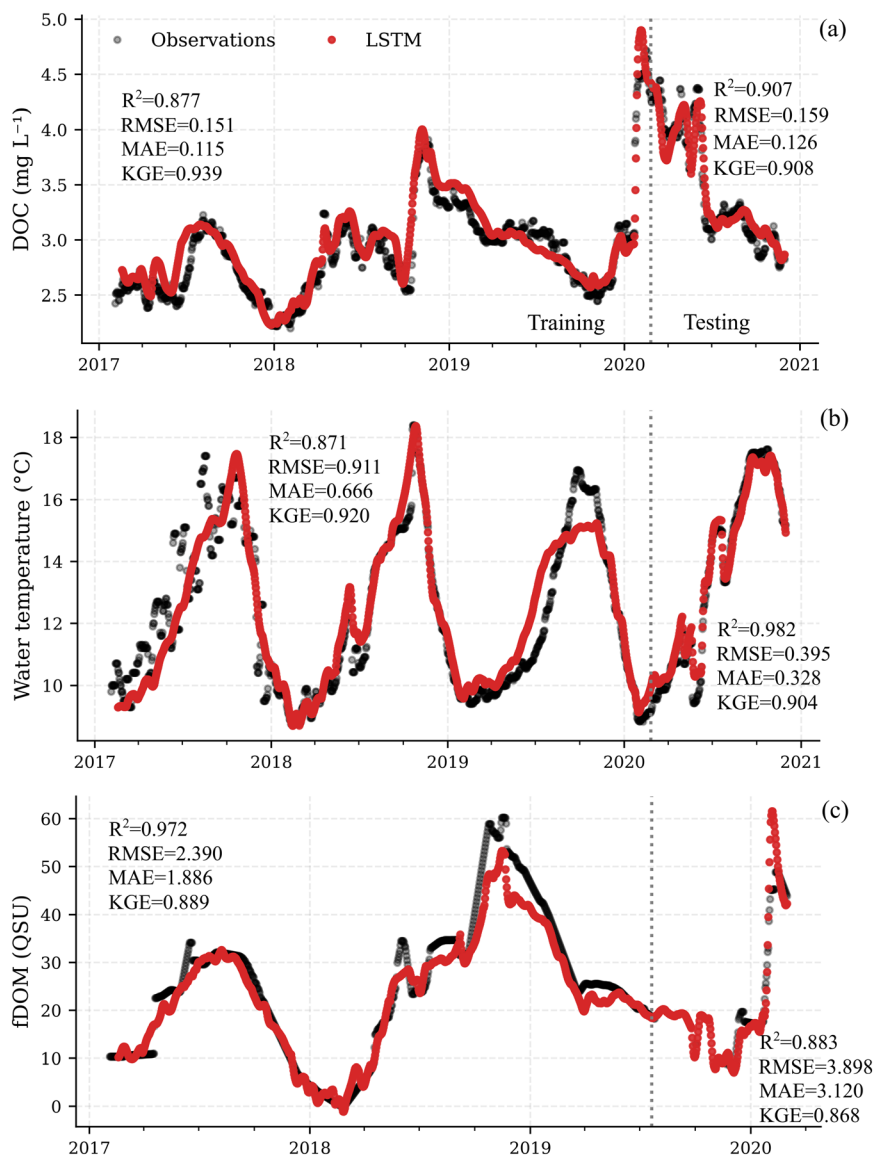 (a)
Observations LSTM
DOC (mg L⁻¹)
5.0
4.5
4.0
3.5
3.0
2.5
R²=0.877
RMSE=0.151
MAE=0.115
KGE=0.939
R²=0.907
RMSE=0.159
MAE=0.126
KGE=0.908
Training Testing
2017 2018 2019 2020 2021
(b)
Water temperature (°C)
18
16
14
12
10
R²=0.871
RMSE=0.911
MAE=0.666
KGE=0.920
R²=0.982
RMSE=0.395
MAE=0.328
KGE=0.904
2017 2018 2019 2020 2021
(c)
fDOM (QSU)
60
50
40
30
20
10
0
R²=0.972
RMSE=2.390
MAE=1.886
KGE=0.889
R²=0.883
RMSE=3.898
MAE=3.120
KGE=0.868
2017 2018 2019 2020